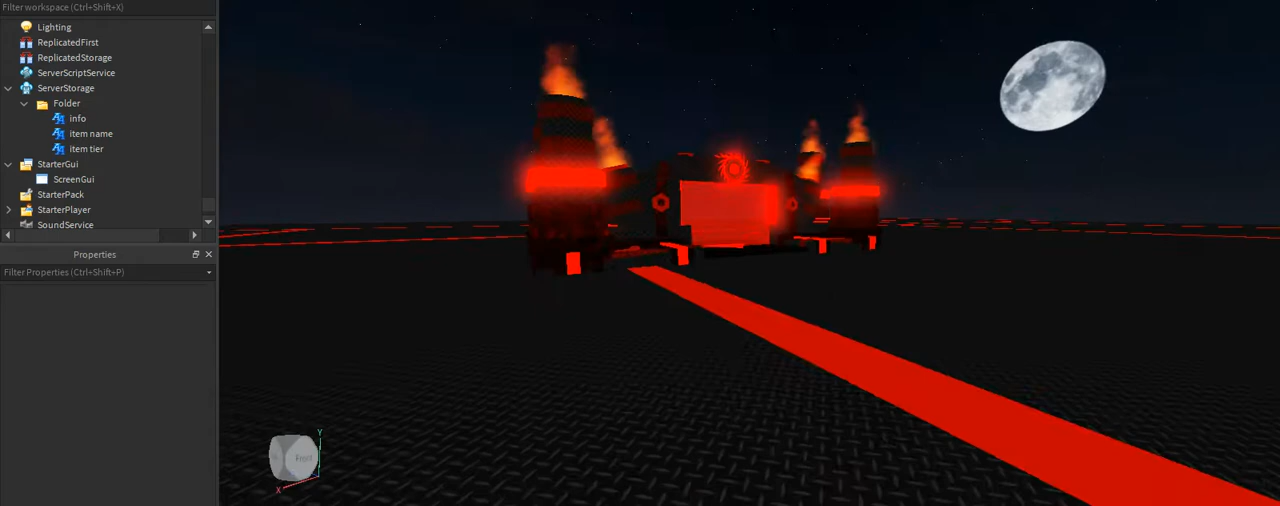 Filter workspace (Ctrl+Shift+X)
Lighting
ReplicatedFirst
ReplicatedStorage
ServerScriptService
ServerStorage
Folder
info
item name
item tier
StarterGui
ScreenGui
StarterPack
StarterPlayer
SoundService
Properties
Filter Properties (Ctrl+Shift+P)
Y
Front
X